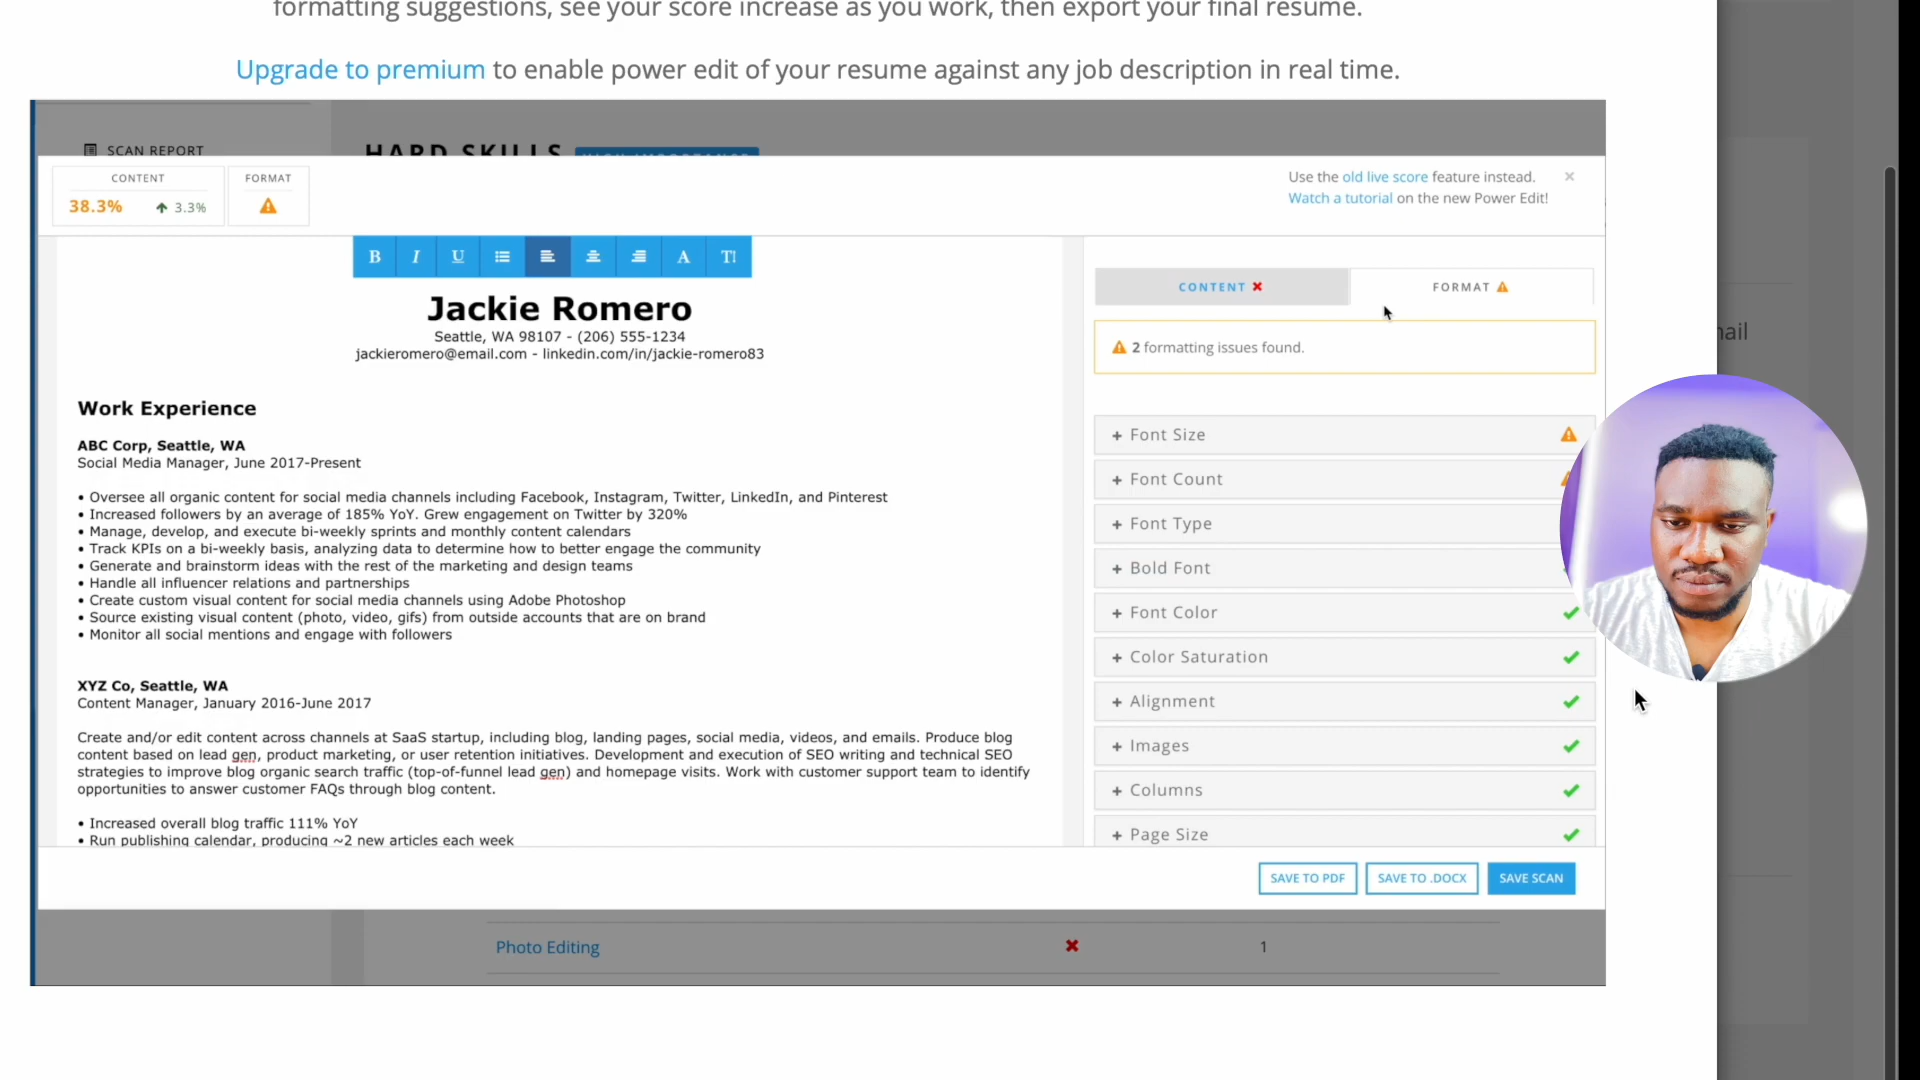 formatting suggestions, see your score increase as you work, then export your final resume.
Upgrade to premium to enable power edit of your resume against any job description in real time.
SCAN REPORT
HARD SKILLS
CONTENT
FORMAT
38.3%
3.3%
Use the old live score feature instead.
Watch a tutorial on the new Power Edit!
B I U A T!
Jackie Romero
Seattle, WA 98107 - (206) 555-1234
jackieromero@email.com - linkedin.com/in/jackie-romero83
Work Experience
ABC Corp, Seattle, WA
Social Media Manager, June 2017-Present
• Oversee all organic content for social media channels including Facebook, Instagram, Twitter, LinkedIn, and Pinterest
• Increased followers by an average of 185% YoY. Grew engagement on Twitter by 320%
• Manage, develop, and execute bi-weekly sprints and monthly content calendars
• Track KPIs on a bi-weekly basis, analyzing data to determine how to better engage the community
• Generate and brainstorm ideas with the rest of the marketing and design teams
• Handle all influencer relations and partnerships
• Create custom visual content for social media channels using Adobe Photoshop
• Source existing visual content (photo, video, gifs) from outside accounts that are on brand
• Monitor all social mentions and engage with followers
XYZ Co, Seattle, WA
Content Manager, January 2016-June 2017
Create and/or edit content across channels at SaaS startup, including blog, landing pages, social media, videos, and emails. Produce blog
content based on lead gen, product marketing, or user retention initiatives. Development and execution of SEO writing and technical SEO
strategies to improve blog organic search traffic (top-of-funnel lead gen) and homepage visits. Work with customer support team to identify
opportunities to answer customer FAQs through blog content.
• Increased overall blog traffic 111% YoY
• Run publishing calendar, producing ~2 new articles each week
CONTENT
FORMAT
2 formatting issues found.
+ Font Size
+ Font Count
+ Font Type
+ Bold Font
+ Font Color
+ Color Saturation
+ Alignment
+ Images
+ Columns
+ Page Size
SAVE TO PDF
SAVE TO .DOCX
SAVE SCAN
Photo Editing
1